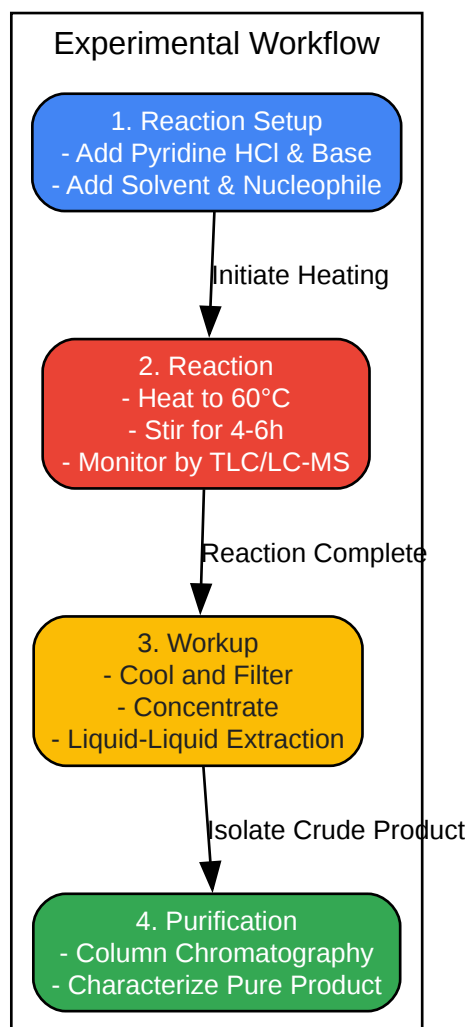 Experimental Workflow
1. Reaction Setup
- Add Pyridine HCl & Base
- Add Solvent & Nucleophile
Initiate Heating
2. Reaction
- Heat to 60°C
- Stir for 4-6h
- Monitor by TLC/LC-MS
Reaction Complete
3. Workup
- Cool and Filter
- Concentrate
- Liquid-Liquid Extraction
Isolate Crude Product
4. Purification
- Column Chromatography
- Characterize Pure Product